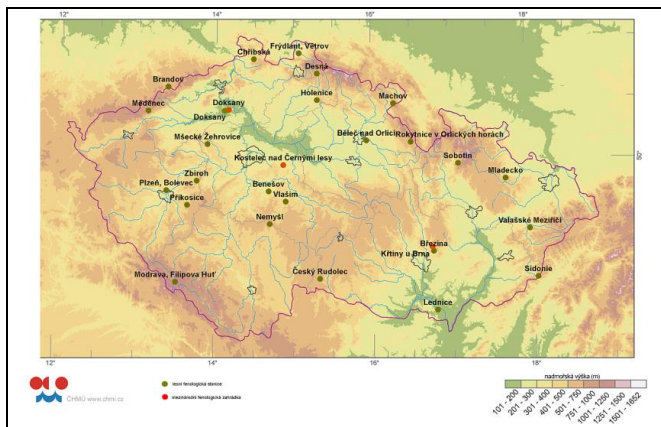 12° 14° 16° 18°
Frýdlant, Větrov
Chřibská
Desná
Brandov
Holenice
Machov
Měděnec
Doksany
Doksany
Běleč nad Orlicí
Rokytnice v Orlických horách
Mšecké Žehrovice
50°
Kostelec nad Černými lesy
Sobotín
Zbiroh
Mladecko
Plzeň, Bolevec
Benešov
Vlašim
Příkosice
Nemyšl
Valašské Meziříčí
Březina
Křtiny u Brna
Modrava, Filipova Huť
Český Rudolec
Sidonie
Lednice
12° 14° 16° 18°
ČHMÚ www.chmi.cz
lesní fenologická stanice
mezinárodní fenologická zahrádka
nadmořská výška (m)
101 - 200
201 - 300
301 - 400
401 - 500
501 - 750
751 - 1000
1001 - 1250
1251 - 1500
1501 - 1652